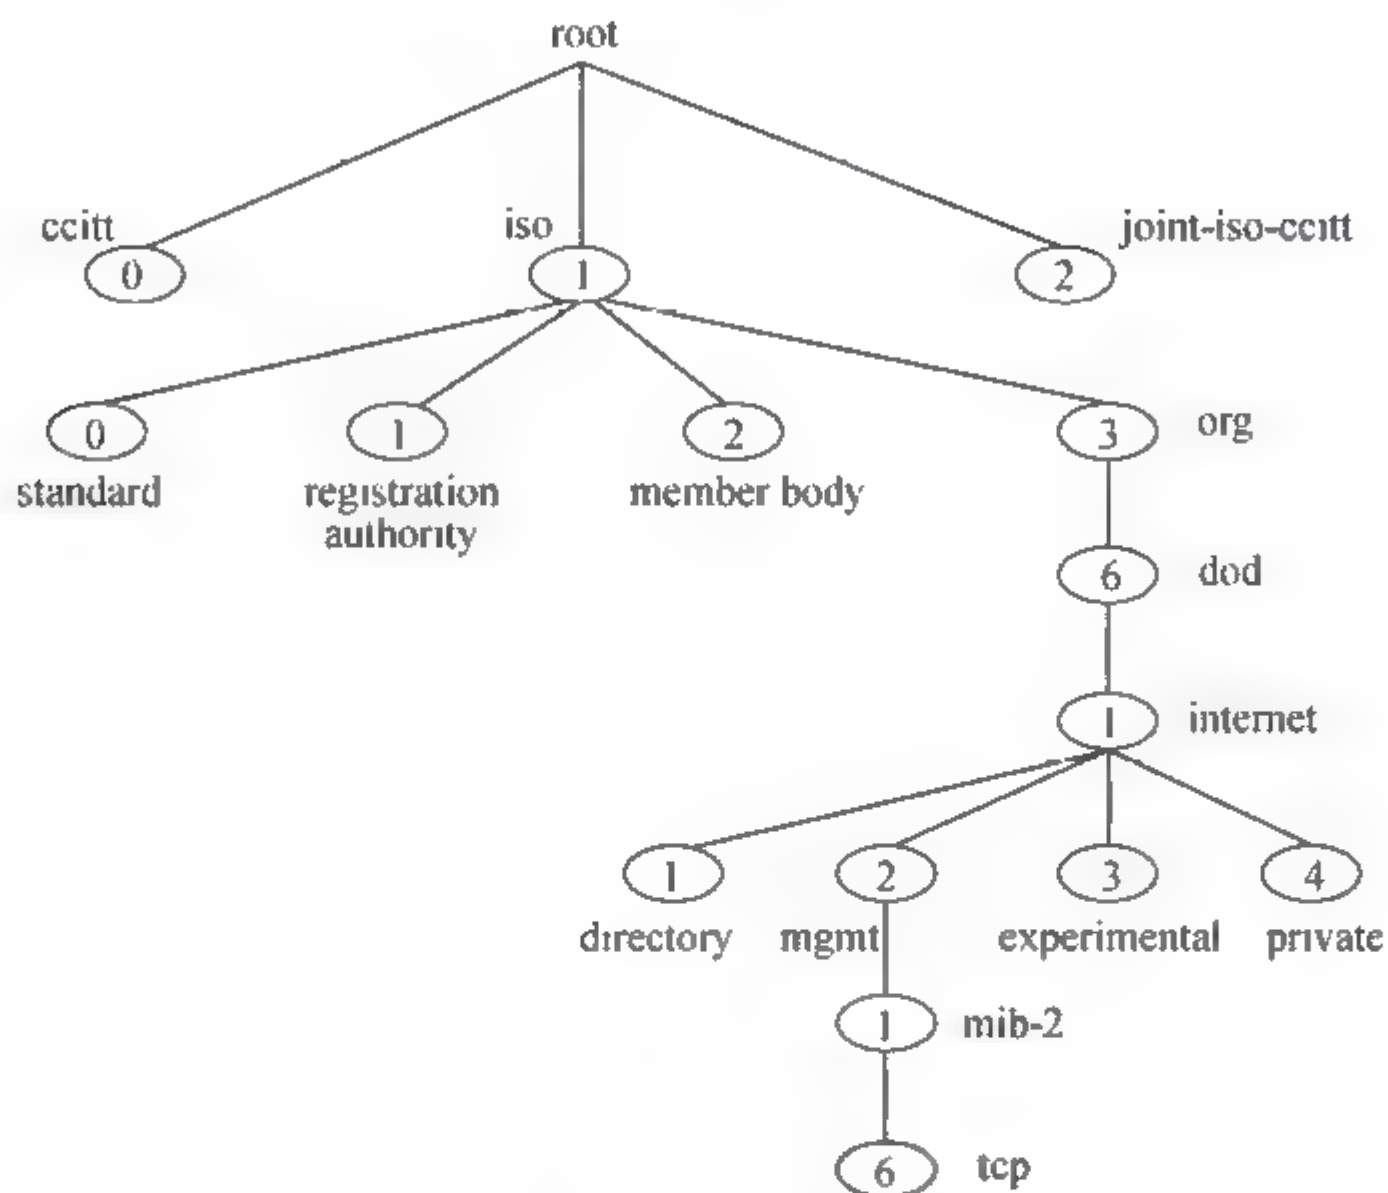 root
ccitt
iso
joint-iso-ccitt
0
1
2
0
1
2
3
org
standard
registration
authority
member body
6
dod
1
internet
1
2
3
4
directory
mgmt
experimental
private
1
mib-2
6
tcp